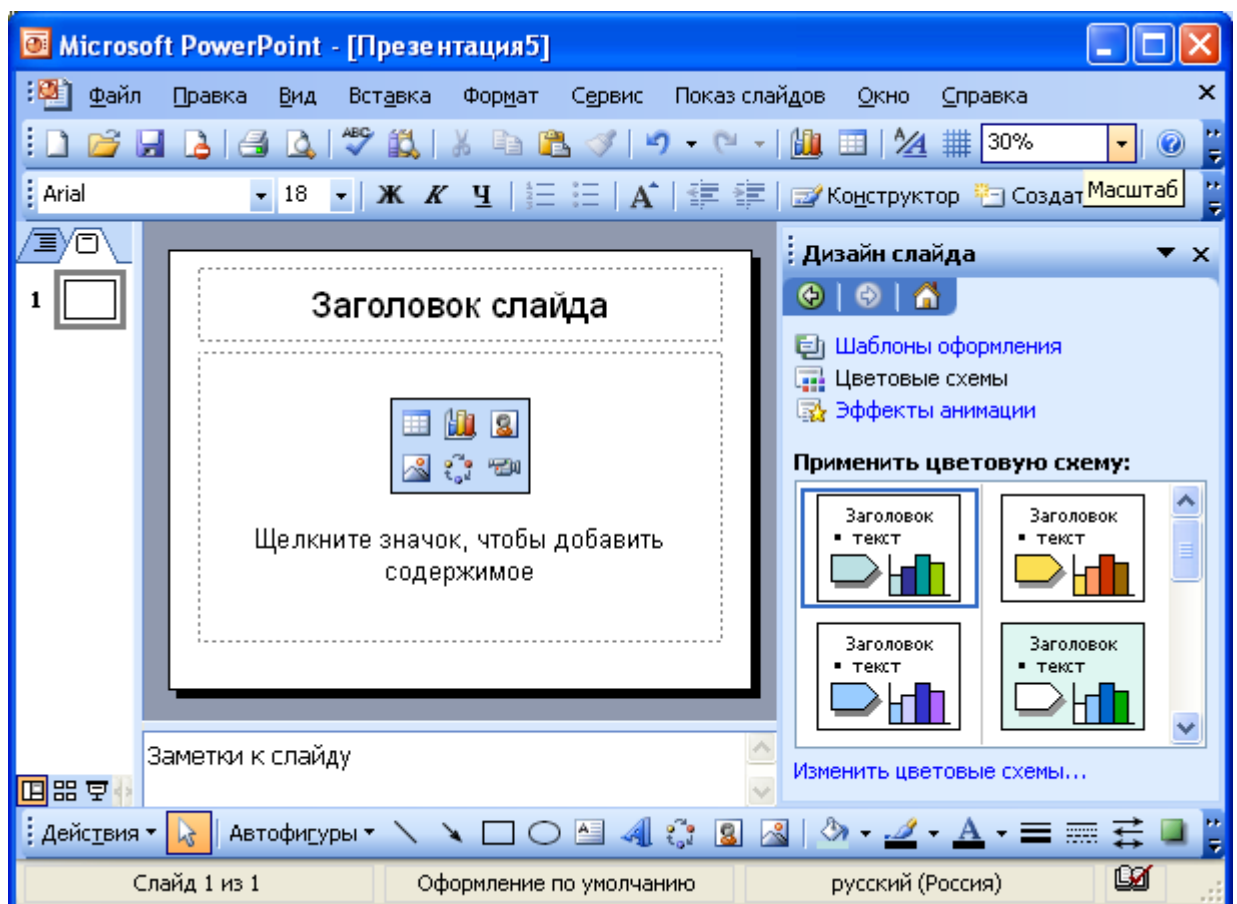 Microsoft PowerPoint - [Презентация5]
Файл Правка Вид Вставка Формат Сервис Показ слайдов Окно Справка
ABC 30%
Arial 18 Ж К Ч A Конструктор Создат Масштаб
Дизайн слайда
1
Заголовок слайда
Шаблоны оформления
Цветовые схемы
Эффекты анимации
Щелкните значок, чтобы добавить
содержимое
Применить цветовую схему:
Заголовок
текст
Заголовок
текст
Заголовок
текст
Заголовок
текст
Изменить цветовые схемы...
Заметки к слайду
Действия Автофигуры A
Слайд 1 из 1 Оформление по умолчанию русский (Россия)